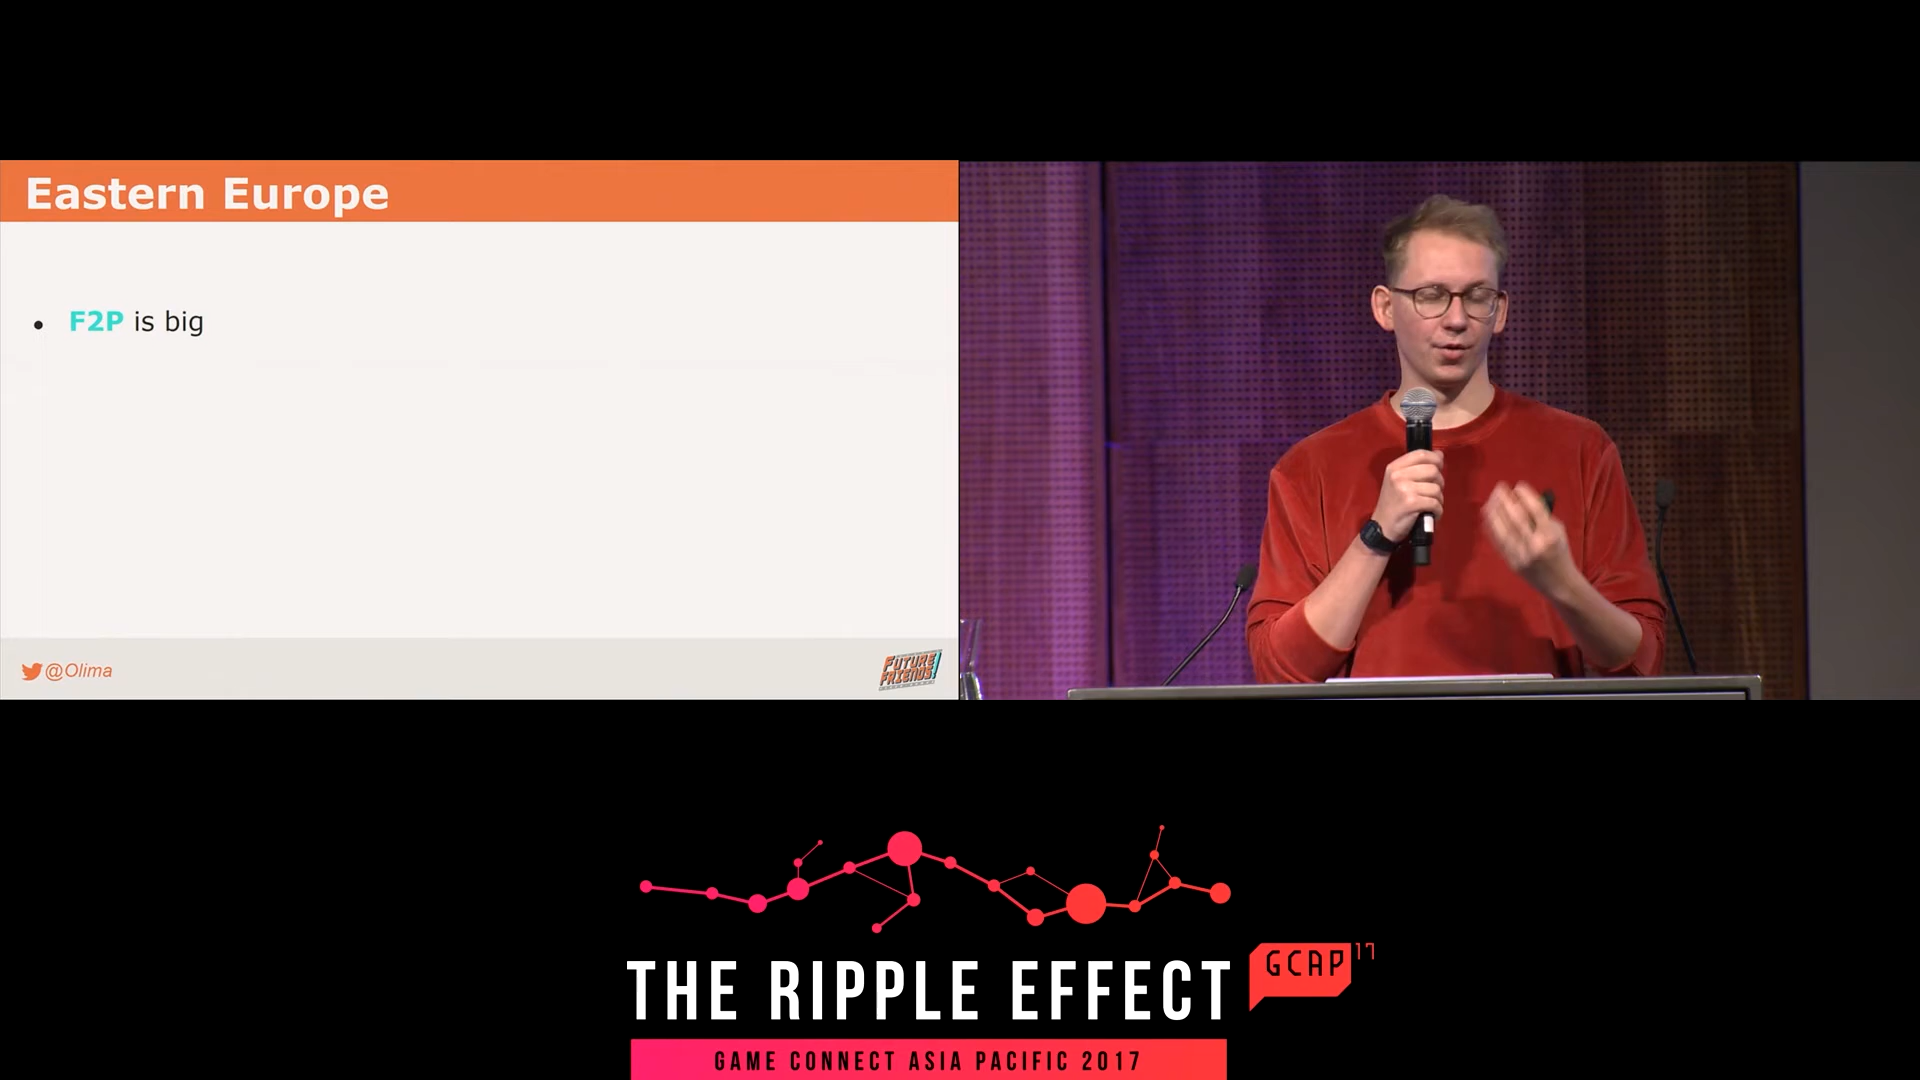 Eastern Europe
• F2P is big
@Olima
FUTURE
FRIENDS!
THE RIPPLE EFFECT
GCAP 17
GAME CONNECT ASIA PACIFIC 2017